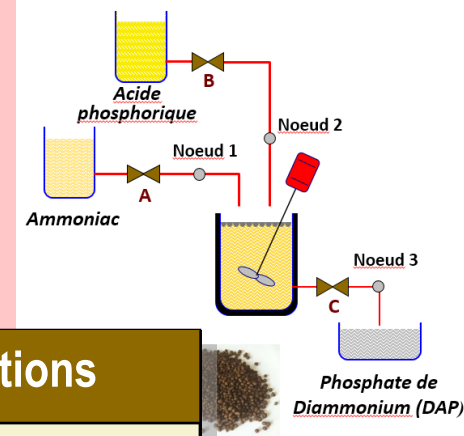 B
Acide
phosphorique
Noeud 2
Noeud 1
A
Ammoniac
Noeud 3
C
tions
Phosphate de
Diammonium (DAP)